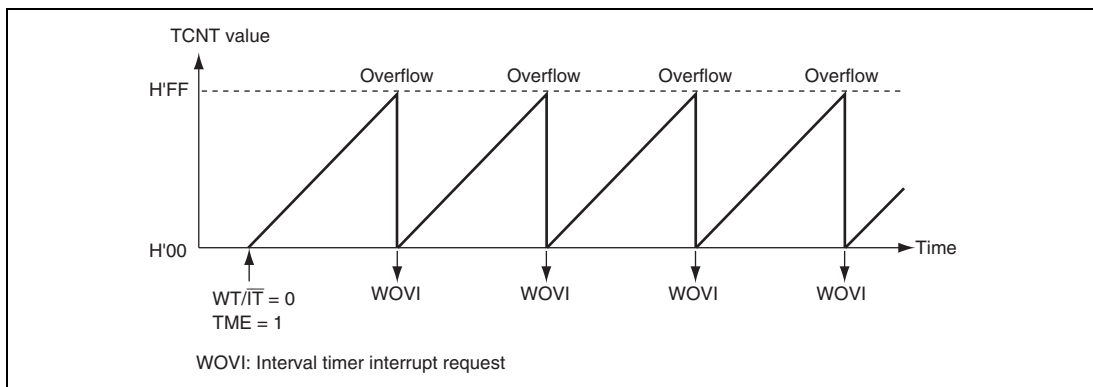 TCNT value
Overflow Overflow Overflow Overflow
H'FF
H'00
Time
WT/I̅T̅ = 0
TME = 1
WOVI WOVI WOVI WOVI
WOVI: Interval timer interrupt request